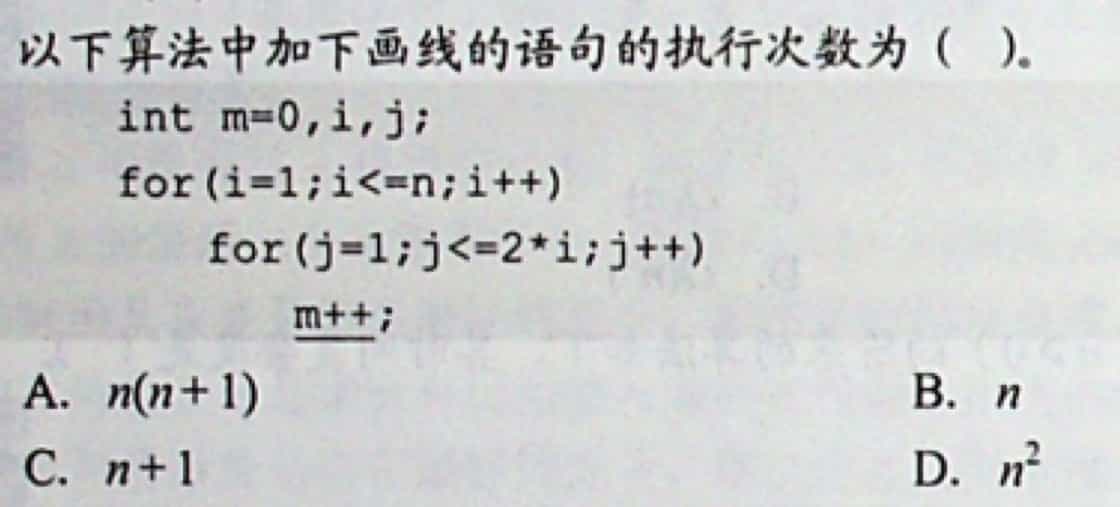 以下算法中加下画线的语句的执行次数为（ ）。
int m=0,i,j;
for(i=1;i<=n;i++)
for(j=1;j<=2*i;j++)
m++;
A. n(n+1) B. n
C. n+1 D. n²